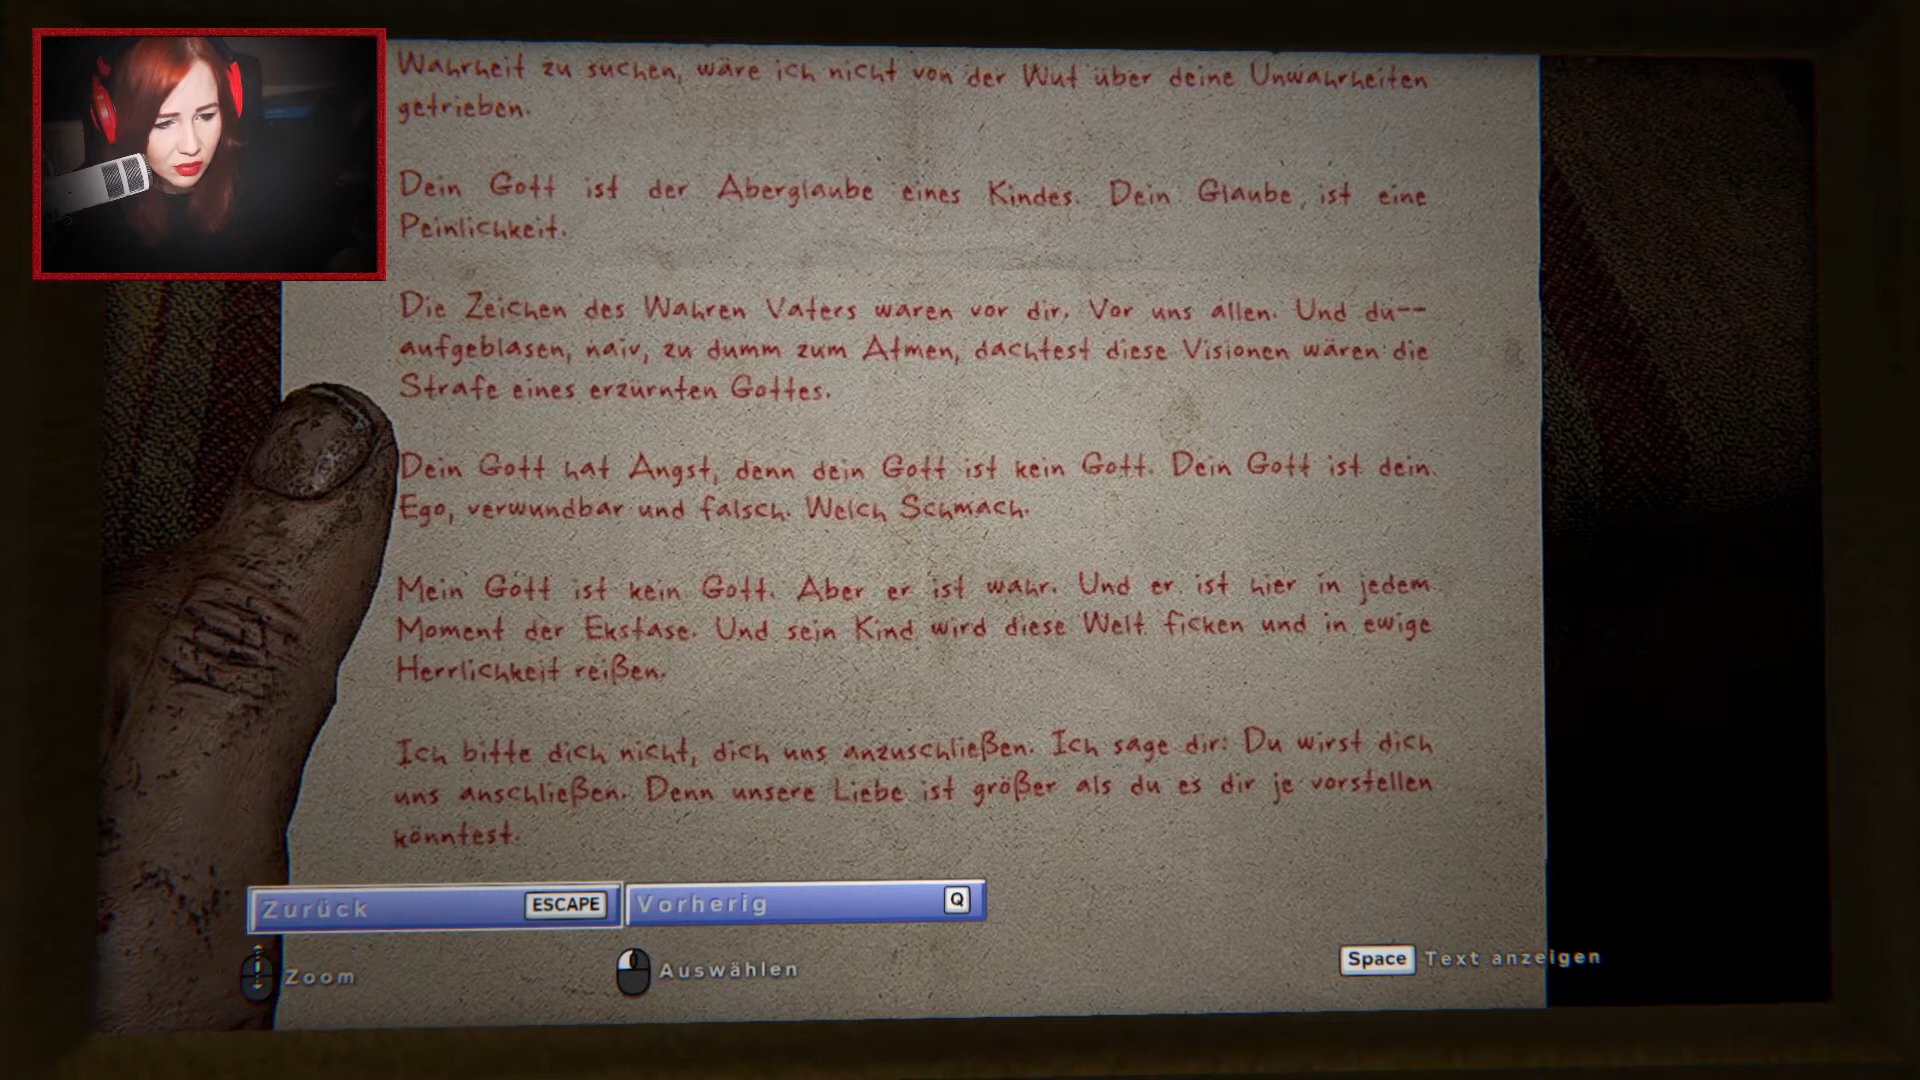 Wahrheit zu suchen, wäre ich nicht von der Wut über deine Unwahrheiten
getrieben.
Dein Gott ist der Aberglaube eines Kindes. Dein Glaube ist eine
Peinlichkeit.
Die Zeichen des Wahren Vaters waren vor dir. Vor uns allen. Und du--
aufgeblasen, naiv, zu dumm zum Atmen, dachtest diese Visionen wären die
Strafe eines erzürnten Gottes.
Dein Gott hat Angst, denn dein Gott ist kein Gott. Dein Gott ist dein
Ego, verwundbar und falsch. Welch Schmach.
Mein Gott ist kein Gott. Aber er ist wahr. Und er ist hier in jedem
Moment der Ekstase. Und sein Kind wird diese Welt ficken und in ewige
Herrlichkeit reißen.
Ich bitte dich nicht, dich uns anzuschließen. Ich sage dir: Du wirst dich
uns anschließen. Denn unsere Liebe ist größer als du es dir je vorstellen
könntest.
Zurück ESCAPE Vorherig Q
Zoom Auswählen Space Text anzeigen